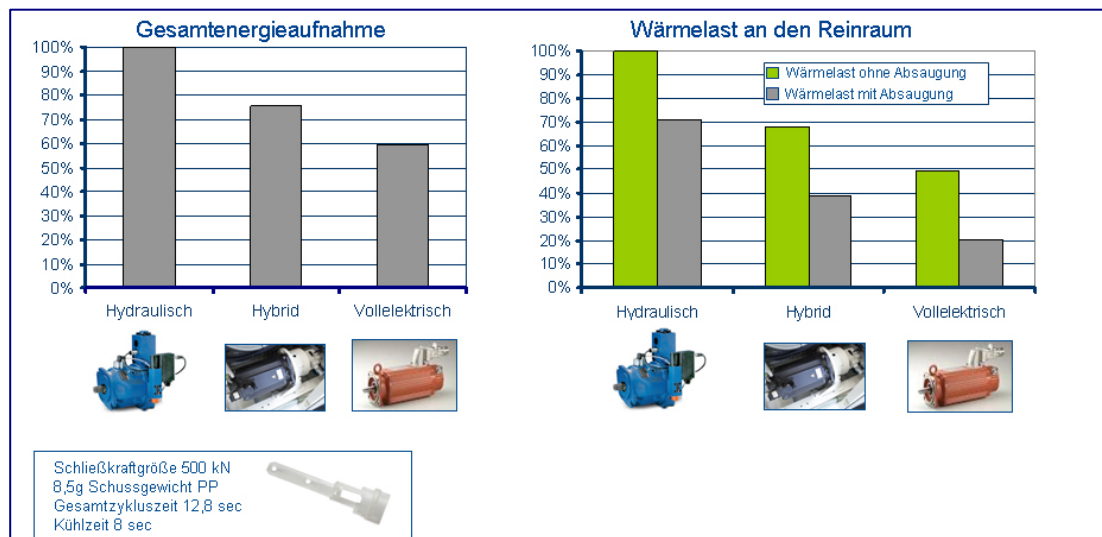 Gesamtenergieaufnahme
100%
90%
80%
70%
60%
50%
40%
30%
20%
10%
0%
Hydraulisch Hybrid Vollelektrisch
Wärmelast an den Reinraum
100%
90%
80%
70%
60%
50%
40%
30%
20%
10%
0%
Wärmelast ohne Absaugung
Wärmelast mit Absaugung
Hydraulisch Hybrid Vollelektrisch
Schließkraftgröße 500 kN
8,5g Schussgewicht PP
Gesamtzykluszeit 12,8 sec
Kühlzeit 8 sec